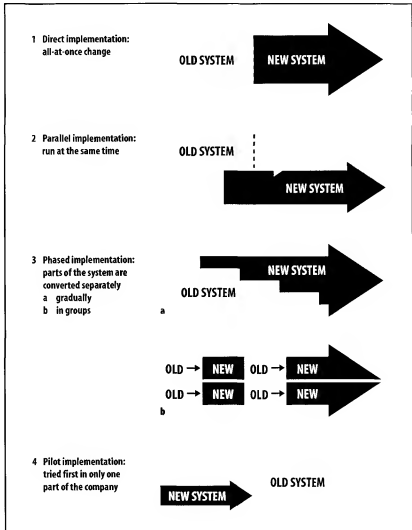 1 Direct implementation:
all-at-once change
OLD SYSTEM
NEW SYSTEM
2 Parallel implementation:
run at the same time
OLD SYSTEM
NEW SYSTEM
3 Phased implementation:
parts of the system are
converted separately
a gradually
b in groups
NEW SYSTEM
OLD SYSTEM
a
OLD → NEW OLD → NEW
OLD → NEW OLD → NEW
b
4 Pilot implementation:
tried first in only one
part of the company
OLD SYSTEM
NEW SYSTEM